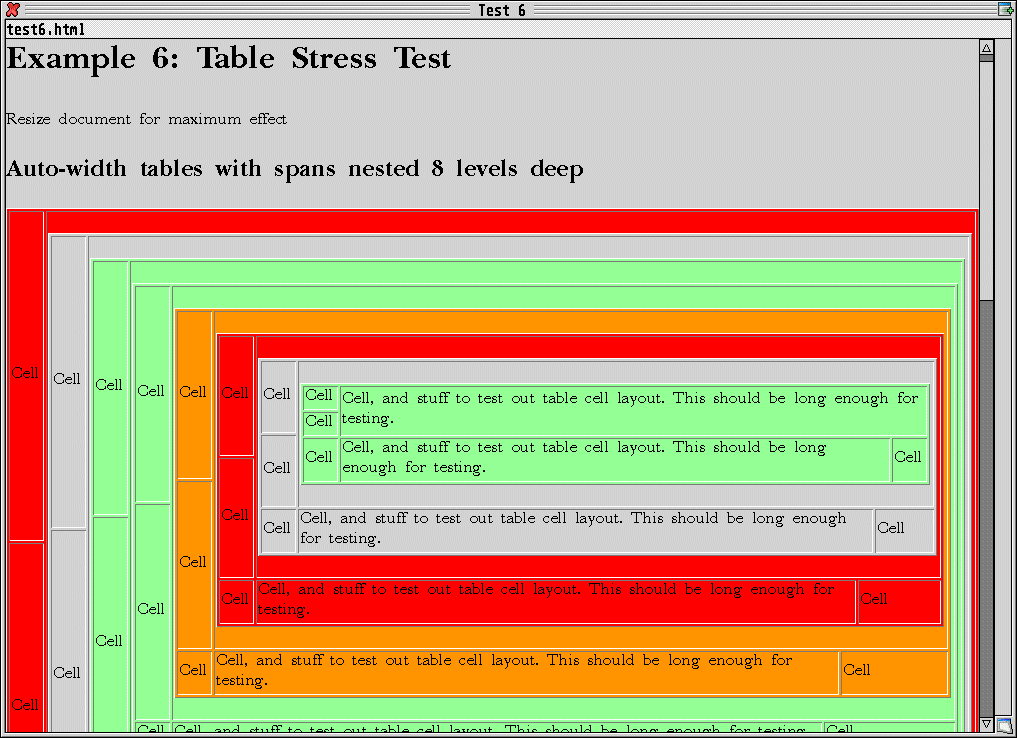 Test 6
test6.html
Example 6: Table Stress Test
Resize document for maximum effect
Auto-width tables with spans nested 8 levels deep
Cell
Cell
Cell
Cell
Cell
Cell
Cell
Cell
Cell, and stuff to test out table cell layout. This should be long enough for
testing.
Cell
Cell
Cell, and stuff to test out table cell layout. This should be long
enough for testing.
Cell
Cell
Cell
Cell
Cell, and stuff to test out table cell layout. This should be long enough
for testing.
Cell
Cell
Cell
Cell, and stuff to test out table cell layout. This should be long enough for
testing.
Cell
Cell
Cell
Cell
Cell, and stuff to test out table cell layout. This should be long enough for
testing.
Cell
Cell
Cell
Cell
Cell, and stuff to test out table cell layout. This should be long enough
Cell